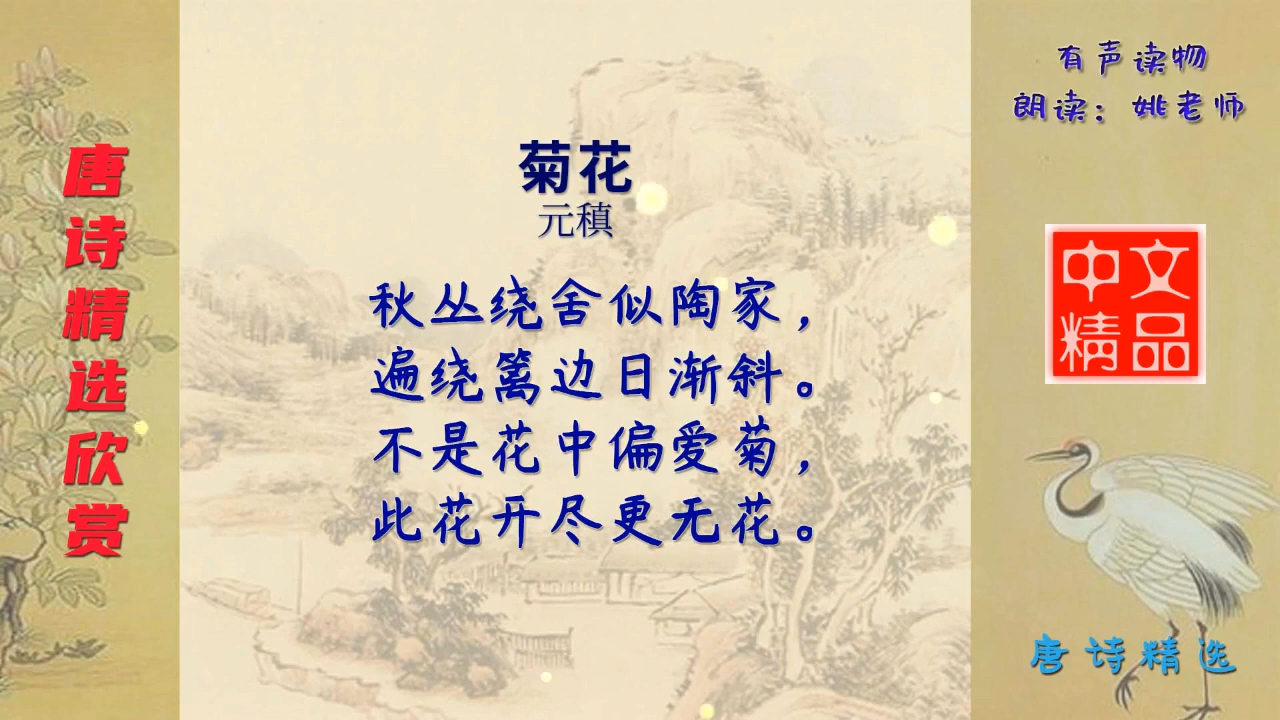 唐诗精选欣赏
菊花
元稹
秋丛绕舍似陶家，
遍绕篱边日渐斜。
不是花中偏爱菊，
此花开尽更无花。
有声读物
朗读：姚老师
中文
精品
唐诗精选